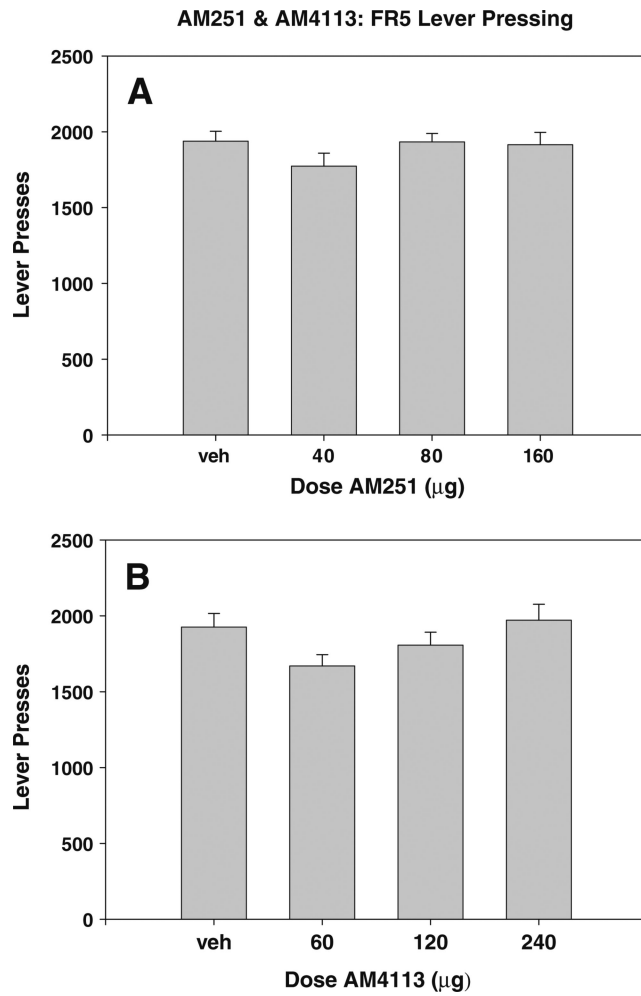 AM251 & AM4113: FR5 Lever Pressing
A
2500
2000
1500
1000
500
0
Lever Presses
veh 40 80 160
Dose AM251 (μg)
B
2500
2000
1500
1000
500
0
Lever Presses
veh 60 120 240
Dose AM4113 (μg)